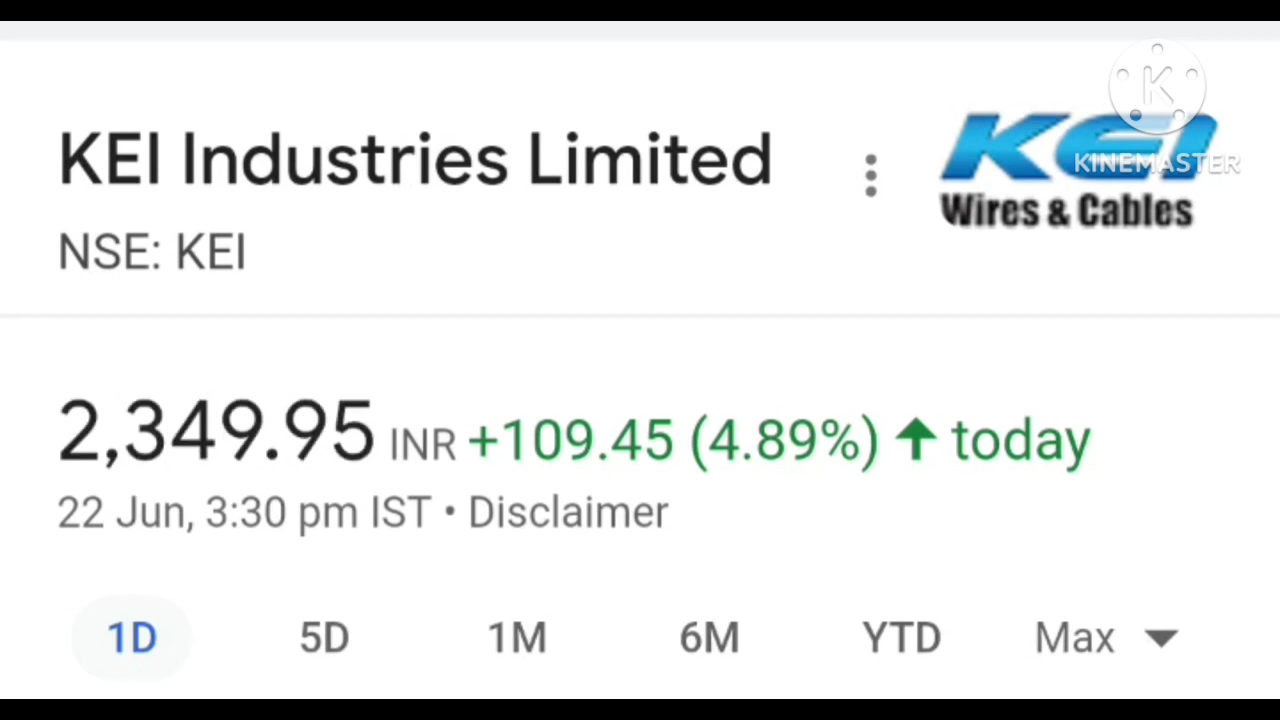 KEI Industries Limited
NSE: KEI
K
KEI
KINEMASTER
Wires & Cables
2,349.95 INR +109.45 (4.89%) ↑ today
22 Jun, 3:30 pm IST • Disclaimer
1D 5D 1M 6M YTD Max